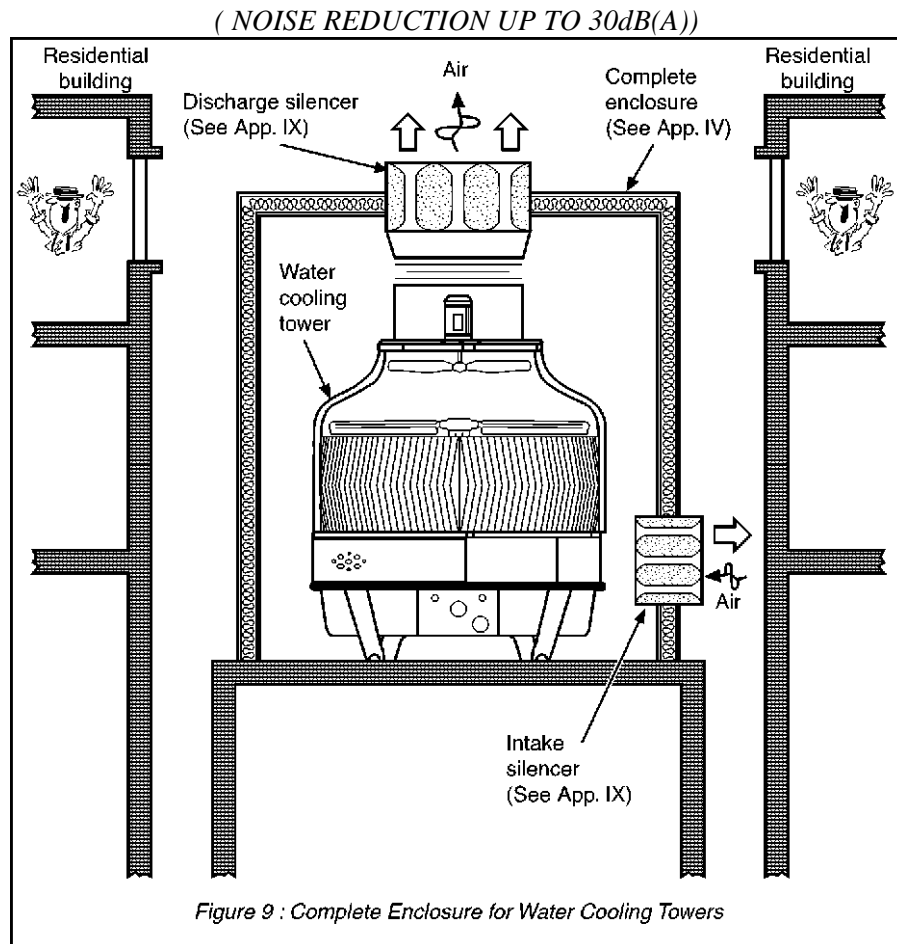 ( NOISE REDUCTION UP TO 30dB(A))
Residential
building
Air
Complete
enclosure
(See App. IV)
Residential
building
Discharge silencer
(See App. IX)
Water
cooling
tower
Air
Intake
silencer
(See App. IX)
Figure 9 : Complete Enclosure for Water Cooling Towers